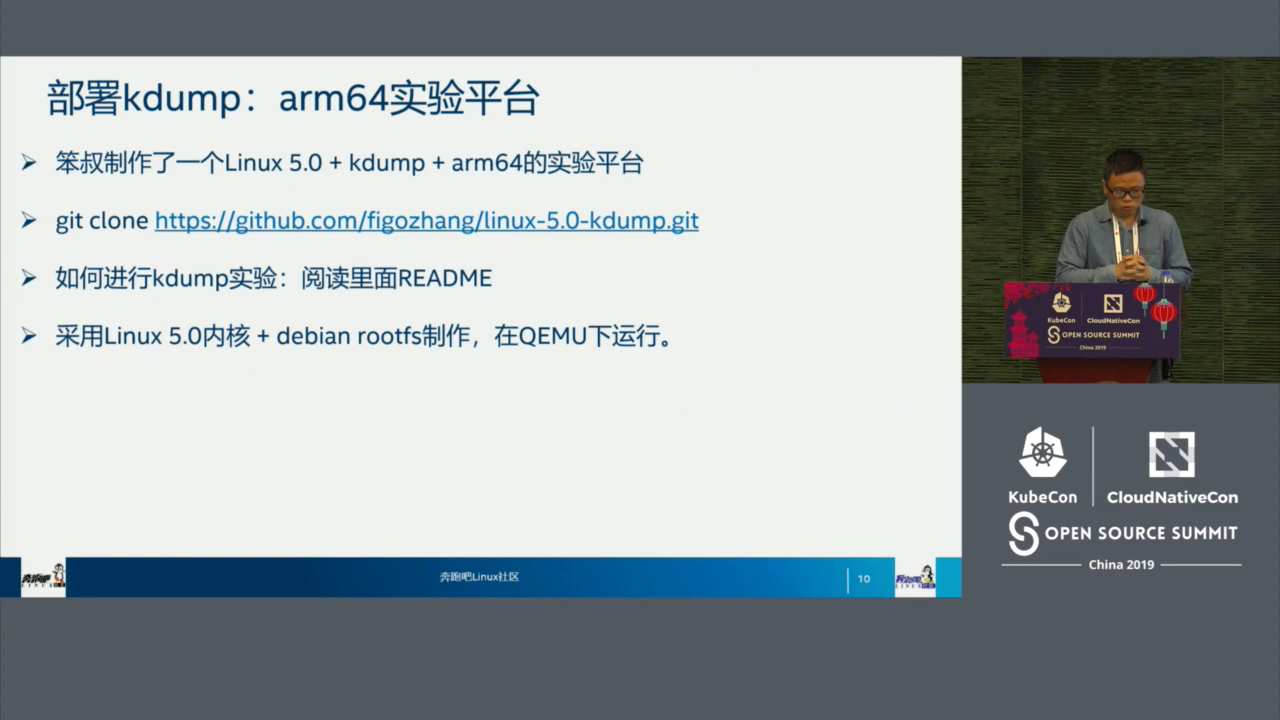 部署kdump：arm64实验平台
笨叔制作了一个Linux 5.0 + kdump + arm64的实验平台
git clone https://github.com/figozhang/linux-5.0-kdump.git
如何进行kdump实验：阅读里面README
采用Linux 5.0内核 + debian rootfs制作，在QEMU下运行。
奔跑吧Linux社区
10
KubeCon
CloudNativeCon
OPEN SOURCE SUMMIT
China 2019
KubeCon
CloudNativeCon
OPEN SOURCE SUMMIT
China 2019